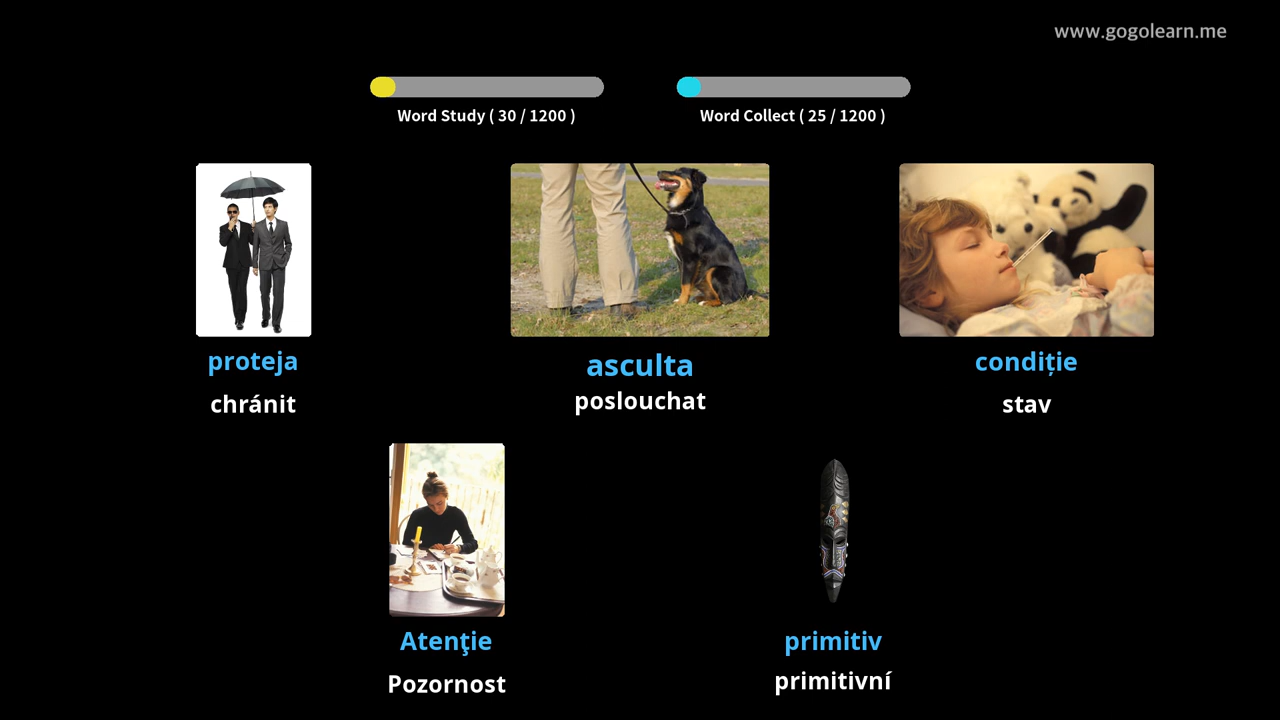 www.gogolearn.me
Word Study ( 30 / 1200 )
Word Collect ( 25 / 1200 )
proteja
asculta
condiție
chránit
poslouchat
stav
Atenţie
primitiv
Pozornost
primitivní